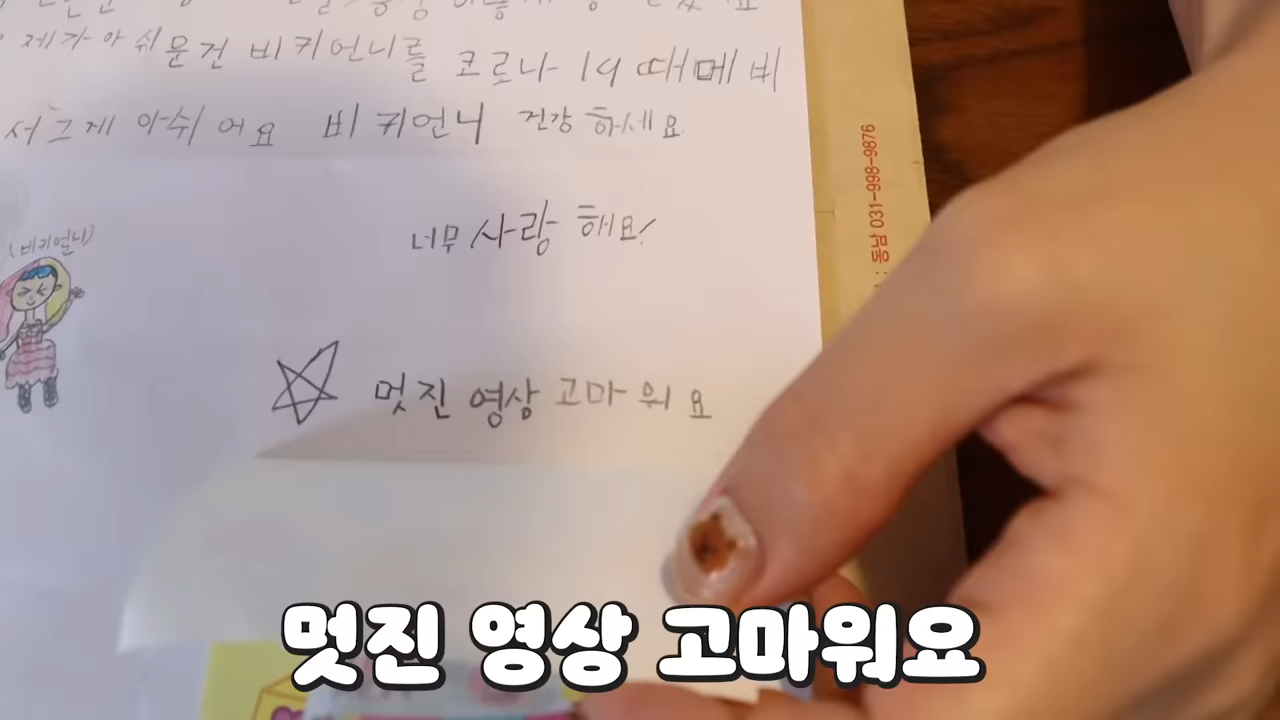 제가 아 쉬운건 비키언니를 코로나 19 때메 비
서 그게 아쉬 어요 비 키언니 건강 하세요
(비키언니)
너무 사랑 해요!
멋진 영상 고마 워 요
동남 031-998-9876
멋진 영상 고마워요